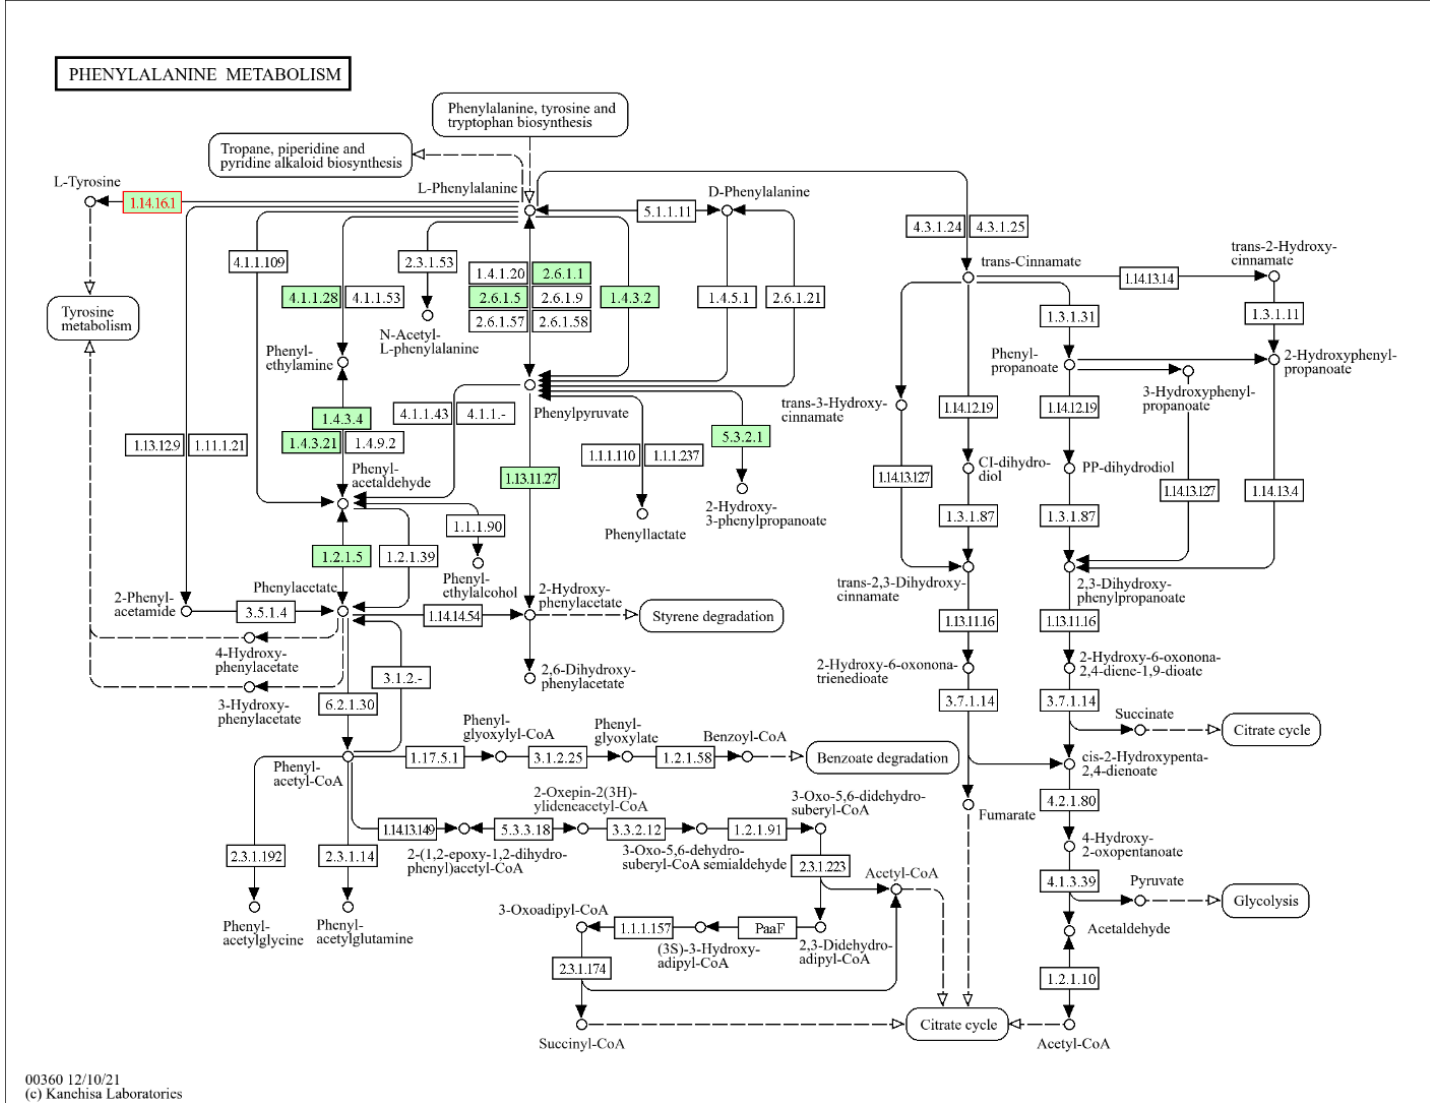 PHENYLALANINE METABOLISM
Phenylalanine, tyrosine and
tryptophan biosynthesis
Tropane, piperidine and
pyridine alkaloid biosynthesis
L-Tyrosine
1.14.16.1
L-Phenylalanine
D-Phenylalanine
5.1.1.11
4.3.1.24
4.3.1.25
trans-Cinnamate
trans-2-Hydroxy-
cinnamate
1.14.13.14
4.1.1.109
2.3.1.53
1.4.1.20
2.6.1.1
4.1.1.28
4.1.1.53
2.6.1.5
2.6.1.9
1.4.3.2
1.4.5.1
2.6.1.21
2.6.1.57
2.6.1.58
1.3.1.31
1.3.1.11
Tyrosine
metabolism
N-Acetyl-
L-phenylalanine
Phenyl-
ethylamine
Phenyl-
propanoate
2-Hydroxyphenyl-
propanoate
3-Hydroxyphenyl-
propanoate
Phenylpyruvate
trans-3-Hydroxy-
cinnamate
1.4.3.4
4.1.1.43
4.1.1.-
1.14.12.19
1.14.12.19
1.13.12.9
1.11.1.21
1.4.3.21
1.4.9.2
1.1.1.110
1.1.1.237
5.3.2.1
Phenyl-
acetaldehyde
1.13.11.27
CI-dihydro-
diol
PP-dihydrodiol
1.14.13.127
1.14.13.127
1.14.13.4
2-Hydroxy-
3-phenylpropanoate
Phenyllactate
1.1.1.90
1.3.1.87
1.3.1.87
1.2.1.5
1.2.1.39
Phenyl-
ethylalcohol
Phenylacetate
2-Phenyl-
acetamide
3.5.1.4
1.14.14.54
2-Hydroxy-
phenylacetate
Styrene degradation
trans-2,3-Dihydroxy-
cinnamate
2,3-Dihydroxy-
phenylpropanoate
1.13.11.16
1.13.11.16
4-Hydroxy-
phenylacetate
3.1.2.-
2,6-Dihydroxy-
phenylacetate
2-Hydroxy-6-oxonona-
trienedioate
2-Hydroxy-6-oxonona-
2,4-diene-1,9-dioate
3-Hydroxy-
phenylacetate
6.2.1.30
3.7.1.14
3.7.1.14
Succinate
Citrate cycle
Phenyl-
glyoxylyl-CoA
Phenyl-
glyoxylate
Benzoyl-CoA
Phenyl-
acetyl-CoA
1.17.5.1
3.1.2.25
1.2.1.58
Benzoate degradation
cis-2-Hydroxypenta-
2,4-dienoate
4.2.1.80
2-Oxepin-2(3H)-
ylideneacetyl-CoA
3-Oxo-5,6-didehydro-
suberyl-CoA
Fumarate
1.14.13.149
5.3.3.18
3.3.2.12
1.2.1.91
4-Hydroxy-
2-oxopentanoate
2.3.1.192
2.3.1.14
2-(1,2-epoxy-1,2-dihydro-
phenyl)acetyl-CoA
3-Oxo-5,6-dehydro-
suberyl-CoA semialdehyde
2.3.1.223
Acetyl-CoA
4.1.3.39
Pyruvate
Glycolysis
Phenyl-
acetylglycine
Phenyl-
acetylglutamine
3-Oxoadipyl-CoA
1.1.1.157
PaaF
(3S)-3-Hydroxy-
adipyl-CoA
2,3-Didehydro-
adipyl-CoA
Acetaldehyde
2.3.1.174
1.2.1.10
Citrate cycle
Succinyl-CoA
Acetyl-CoA
00360 12/10/21
(c) Kanehisa Laboratories